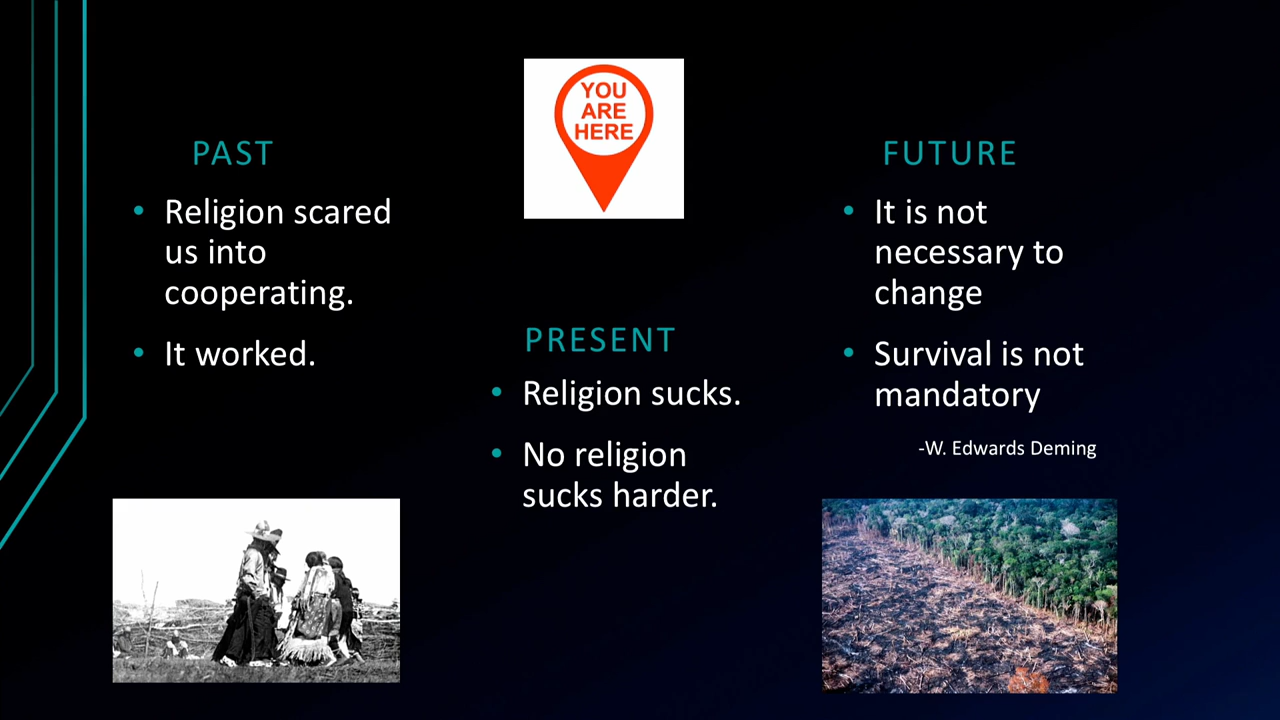 PAST
• Religion scared
us into
cooperating.
• It worked.
YOU
ARE
HERE
PRESENT
• Religion sucks.
• No religion
sucks harder.
FUTURE
• It is not
necessary to
change
• Survival is not
mandatory
-W. Edwards Deming